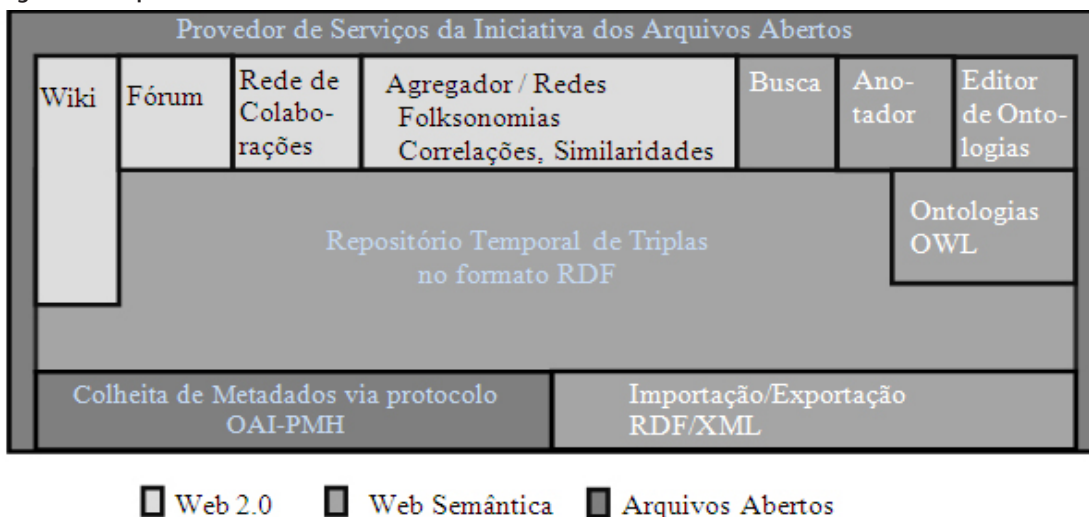 Provedor de Serviços da Iniciativa dos Arquivos Abertos
Wiki
Fórum
Rede de
Colabo-
rações
Agregador / Redes
Folksonomias
Correlações, Similaridades
Busca
Ano-
tador
Editor
de Onto-
logias
Repositório Temporal de Triplas
no formato RDF
Ontologias
OWL
Colheita de Metadados via protocolo
OAI-PMH
Importação/Exportação
RDF/XML
Web 2.0
Web Semântica
Arquivos Abertos